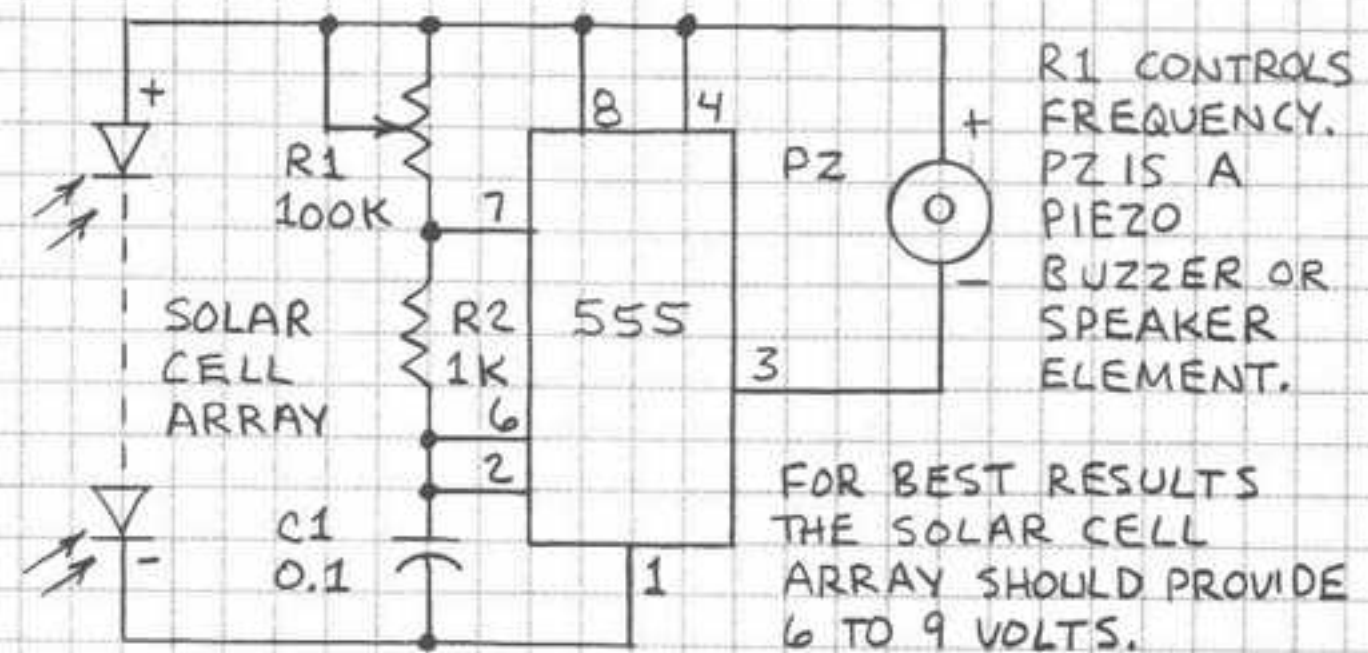 +
8
4
R1
100K
7
SOLAR
CELL
ARRAY
R2
1K
555
6
2
3
C1
0.1
-
1
PZ
+
-
R1 CONTROLS
FREQUENCY.
PZ IS A
PIEZO
BUZZER OR
SPEAKER
ELEMENT.
FOR BEST RESULTS
THE SOLAR CELL
ARRAY SHOULD PROVIDE
6 TO 9 VOLTS.